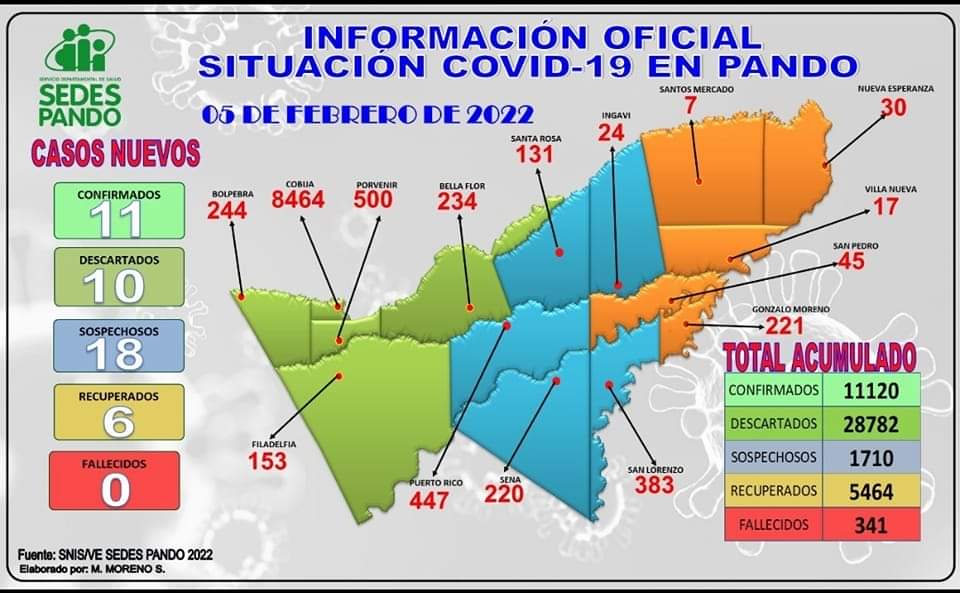 INFORMACIÓN OFICIAL
SITUACIÓN COVID-19 EN PANDO
SERVICIO DEPARTAMENTAL DE SALUD
SEDES
PANDO
05 DE FEBRERO DE 2022
CASOS NUEVOS
CONFIRMADOS
11
DESCARTADOS
10
SOSPECHOSOS
18
RECUPERADOS
6
FALLECIDOS
0
BOLPEBRA
244
COBIJA
8464
PORVENIR
500
BELLA FLOR
234
SANTA ROSA
131
INGAVI
24
SANTOS MERCADO
7
NUEVA ESPERANZA
30
VILLA NUEVA
17
SAN PEDRO
45
GONZALO MORENO
221
FILADELFIA
153
PUERTO RICO
447
SENA
220
SAN LORENZO
383
TOTAL ACUMULADO
CONFIRMADOS 11120
DESCARTADOS 28782
SOSPECHOSOS 1710
RECUPERADOS 5464
FALLECIDOS 341
Fuente: SNIS/VE SEDES PANDO 2022
Elaborado por: M. MORENO S.